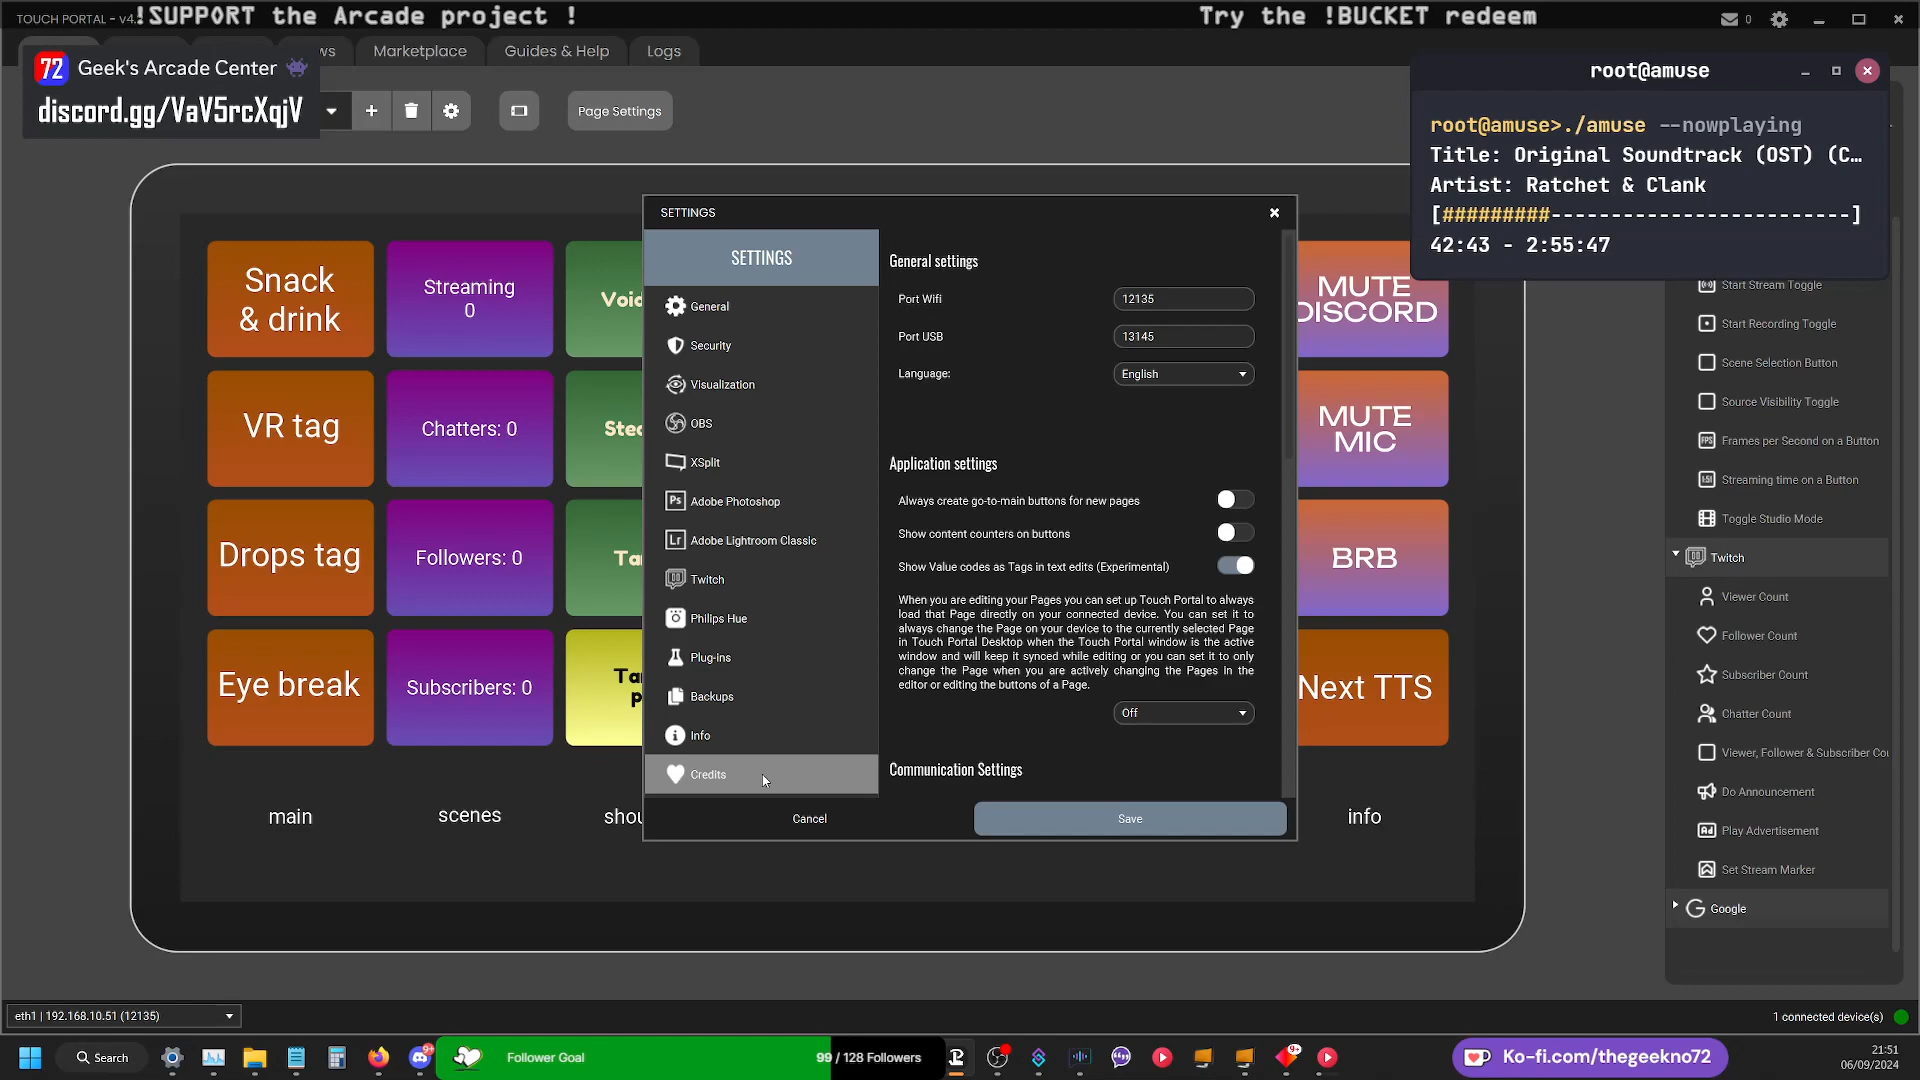 TOUCH PORTAL - v4.
!SUPPORT the Arcade project !
Try the !BUCKET redeem
0
ws
Marketplace
Guides & Help
Logs
72 Geek's Arcade Center
discord.gg/VaV5rcXqjV
Page Settings
root@amuse
root@amuse>./amuse --nowplaying
Title: Original Soundtrack (OST) (C…
Artist: Ratchet & Clank
[#########-------------------------]
42:43 - 2:55:47
SETTINGS
SETTINGS
General
Security
Visualization
OBS
XSplit
Ps Adobe Photoshop
Lr Adobe Lightroom Classic
Twitch
Philips Hue
Plug-ins
Backups
Info
Credits
General settings
Port Wifi
12135
Port USB
13145
Language:
English
Application settings
Always create go-to-main buttons for new pages
Show content counters on buttons
Show Value codes as Tags in text edits (Experimental)
When you are editing your Pages you can set up Touch Portal to always
load that Page directly on your connected device. You can set it to
always change the Page on your device to the currently selected Page
in Touch Portal Desktop when the Touch Portal window is the active
window and will keep it synced while editing or you can set it to only
change the Page when you are actively changing the Pages in the
editor or editing the buttons of a Page.
Off
Communication Settings
Cancel
Save
Snack
& drink
Streaming
0
Void
MUTE
DISCORD
VR tag
Chatters: 0
Stea
MUTE
MIC
Drops tag
Followers: 0
Ta
BRB
Eye break
Subscribers: 0
Ta
p
Next TTS
main
scenes
shou
info
Start Stream Toggle
Start Recording Toggle
Scene Selection Button
Source Visibility Toggle
FPS Frames per Second on a Button
Streaming time on a Button
Toggle Studio Mode
Twitch
Viewer Count
Follower Count
Subscriber Count
Chatter Count
Viewer, Follower & Subscriber Cou
Do Announcement
Ad Play Advertisement
Set Stream Marker
Google
eth1 | 192.168.10.51 (12135)
1 connected device(s)
Search
9+
Follower Goal
99 / 128 Followers
9+
Ko-fi.com/thegeekno72
21:51
06/09/2024